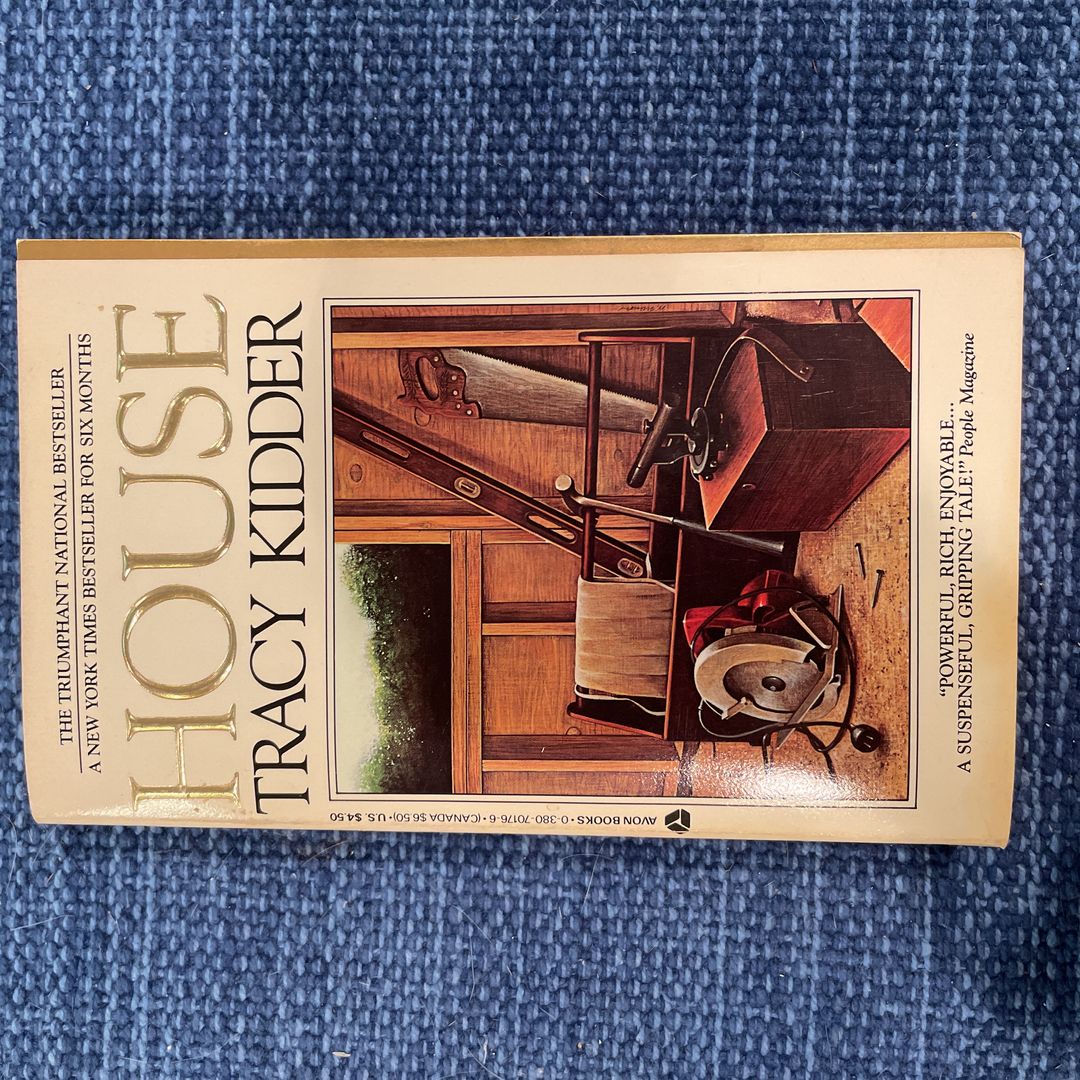 THE TRIUMPHANT NATIONAL BESTSELLER
A NEW YORK TIMES BESTSELLER FOR SIX MONTHS
HOUSE
TRACY KIDDER
AVON BOOKS • 0-380-70176-6 • (CANADA $6.50) • U.S. $4.50
"POWERFUL, RICH, ENJOYABLE...
A SUSPENSEFUL, GRIPPING TALE!" People Magazine